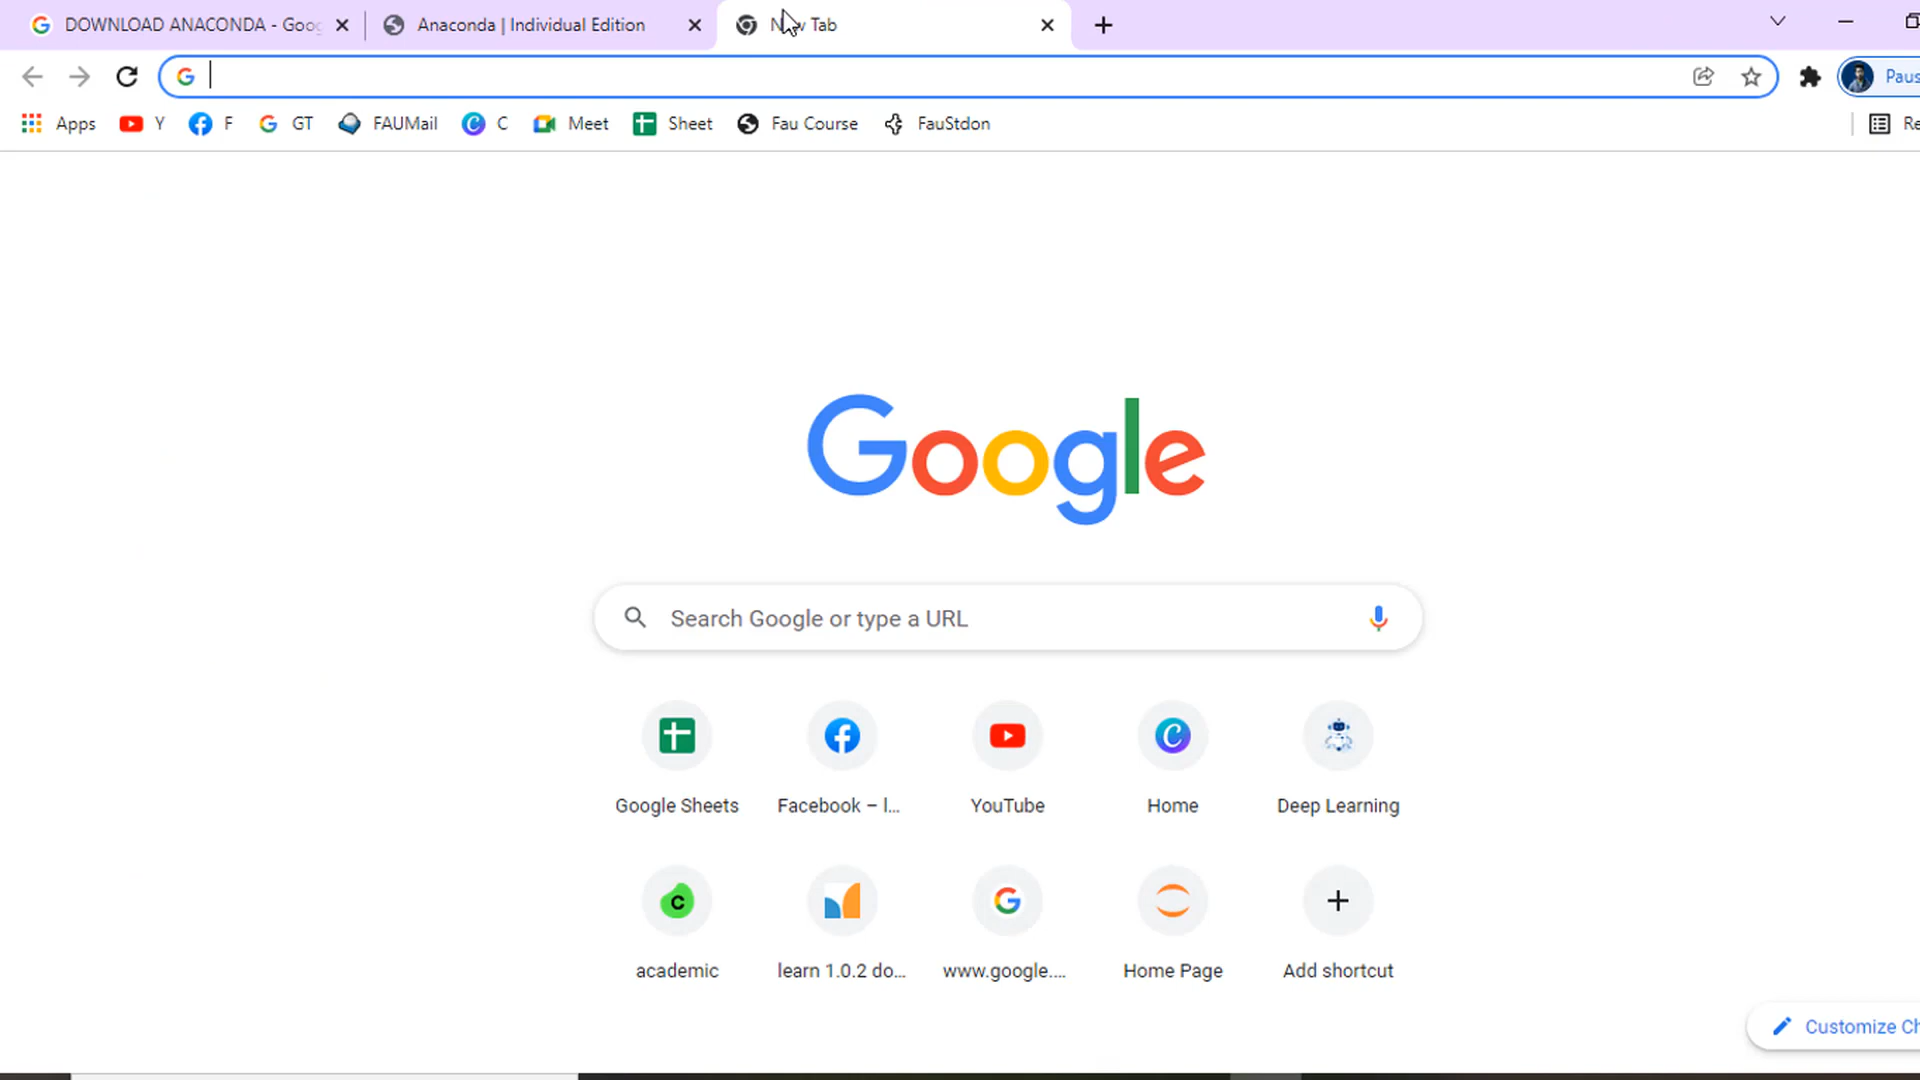 DOWNLOAD ANACONDA - Goog
Anaconda | Individual Edition
New Tab
Paus
Apps Y F GT FAUMail C Meet Sheet Fau Course FauStdon Re
Google
Search Google or type a URL
Google Sheets Facebook – l... YouTube Home Deep Learning
academic learn 1.0.2 do... www.google.... Home Page Add shortcut
Customize Ch